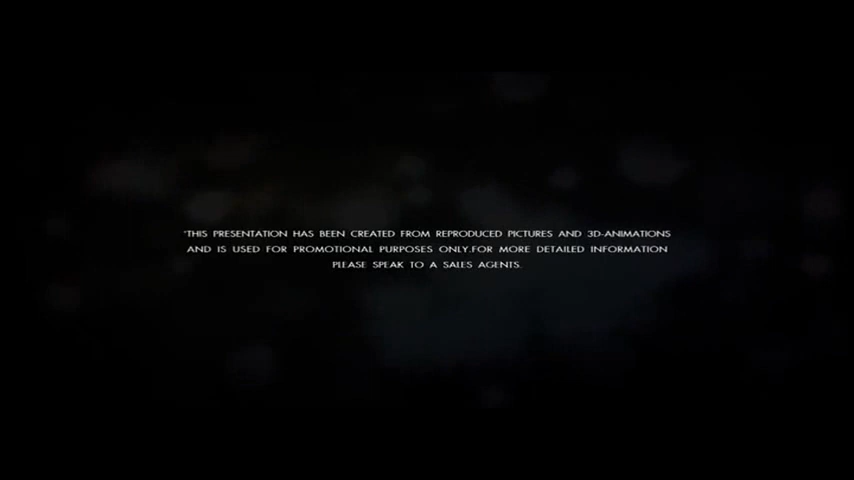 "THIS PRESENTATION HAS BEEN CREATED FROM REPRODUCED PICTURES AND 3D-ANIMATIONS
AND IS USED FOR PROMOTIONAL PURPOSES ONLY.FOR MORE DETAILED INFORMATION
PLEASE SPEAK TO A SALES AGENTS.